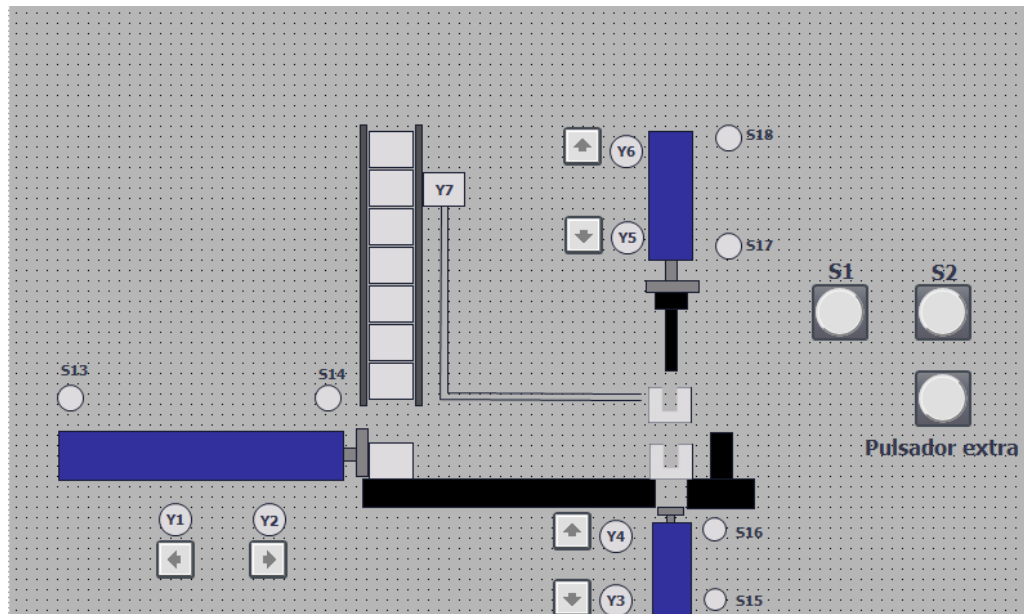 S18
Y6
Y7
Y5
S17
S1
S2
S13
S14
Pulsador extra
Y1
Y2
Y4
S16
Y3
S15